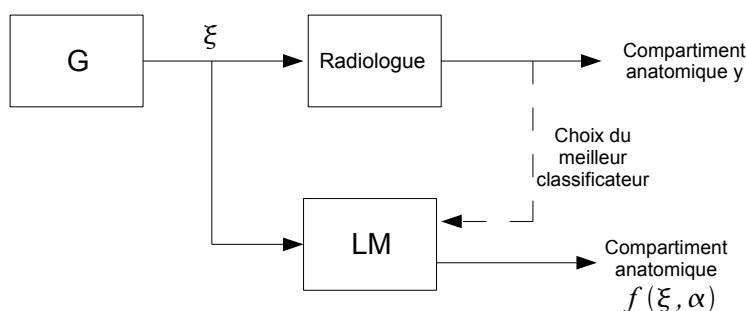 G
ξ
Radiologue
Compartiment
anatomique y
Choix du
meilleur
classificateur
LM
Compartiment
anatomique
f(ξ,α)